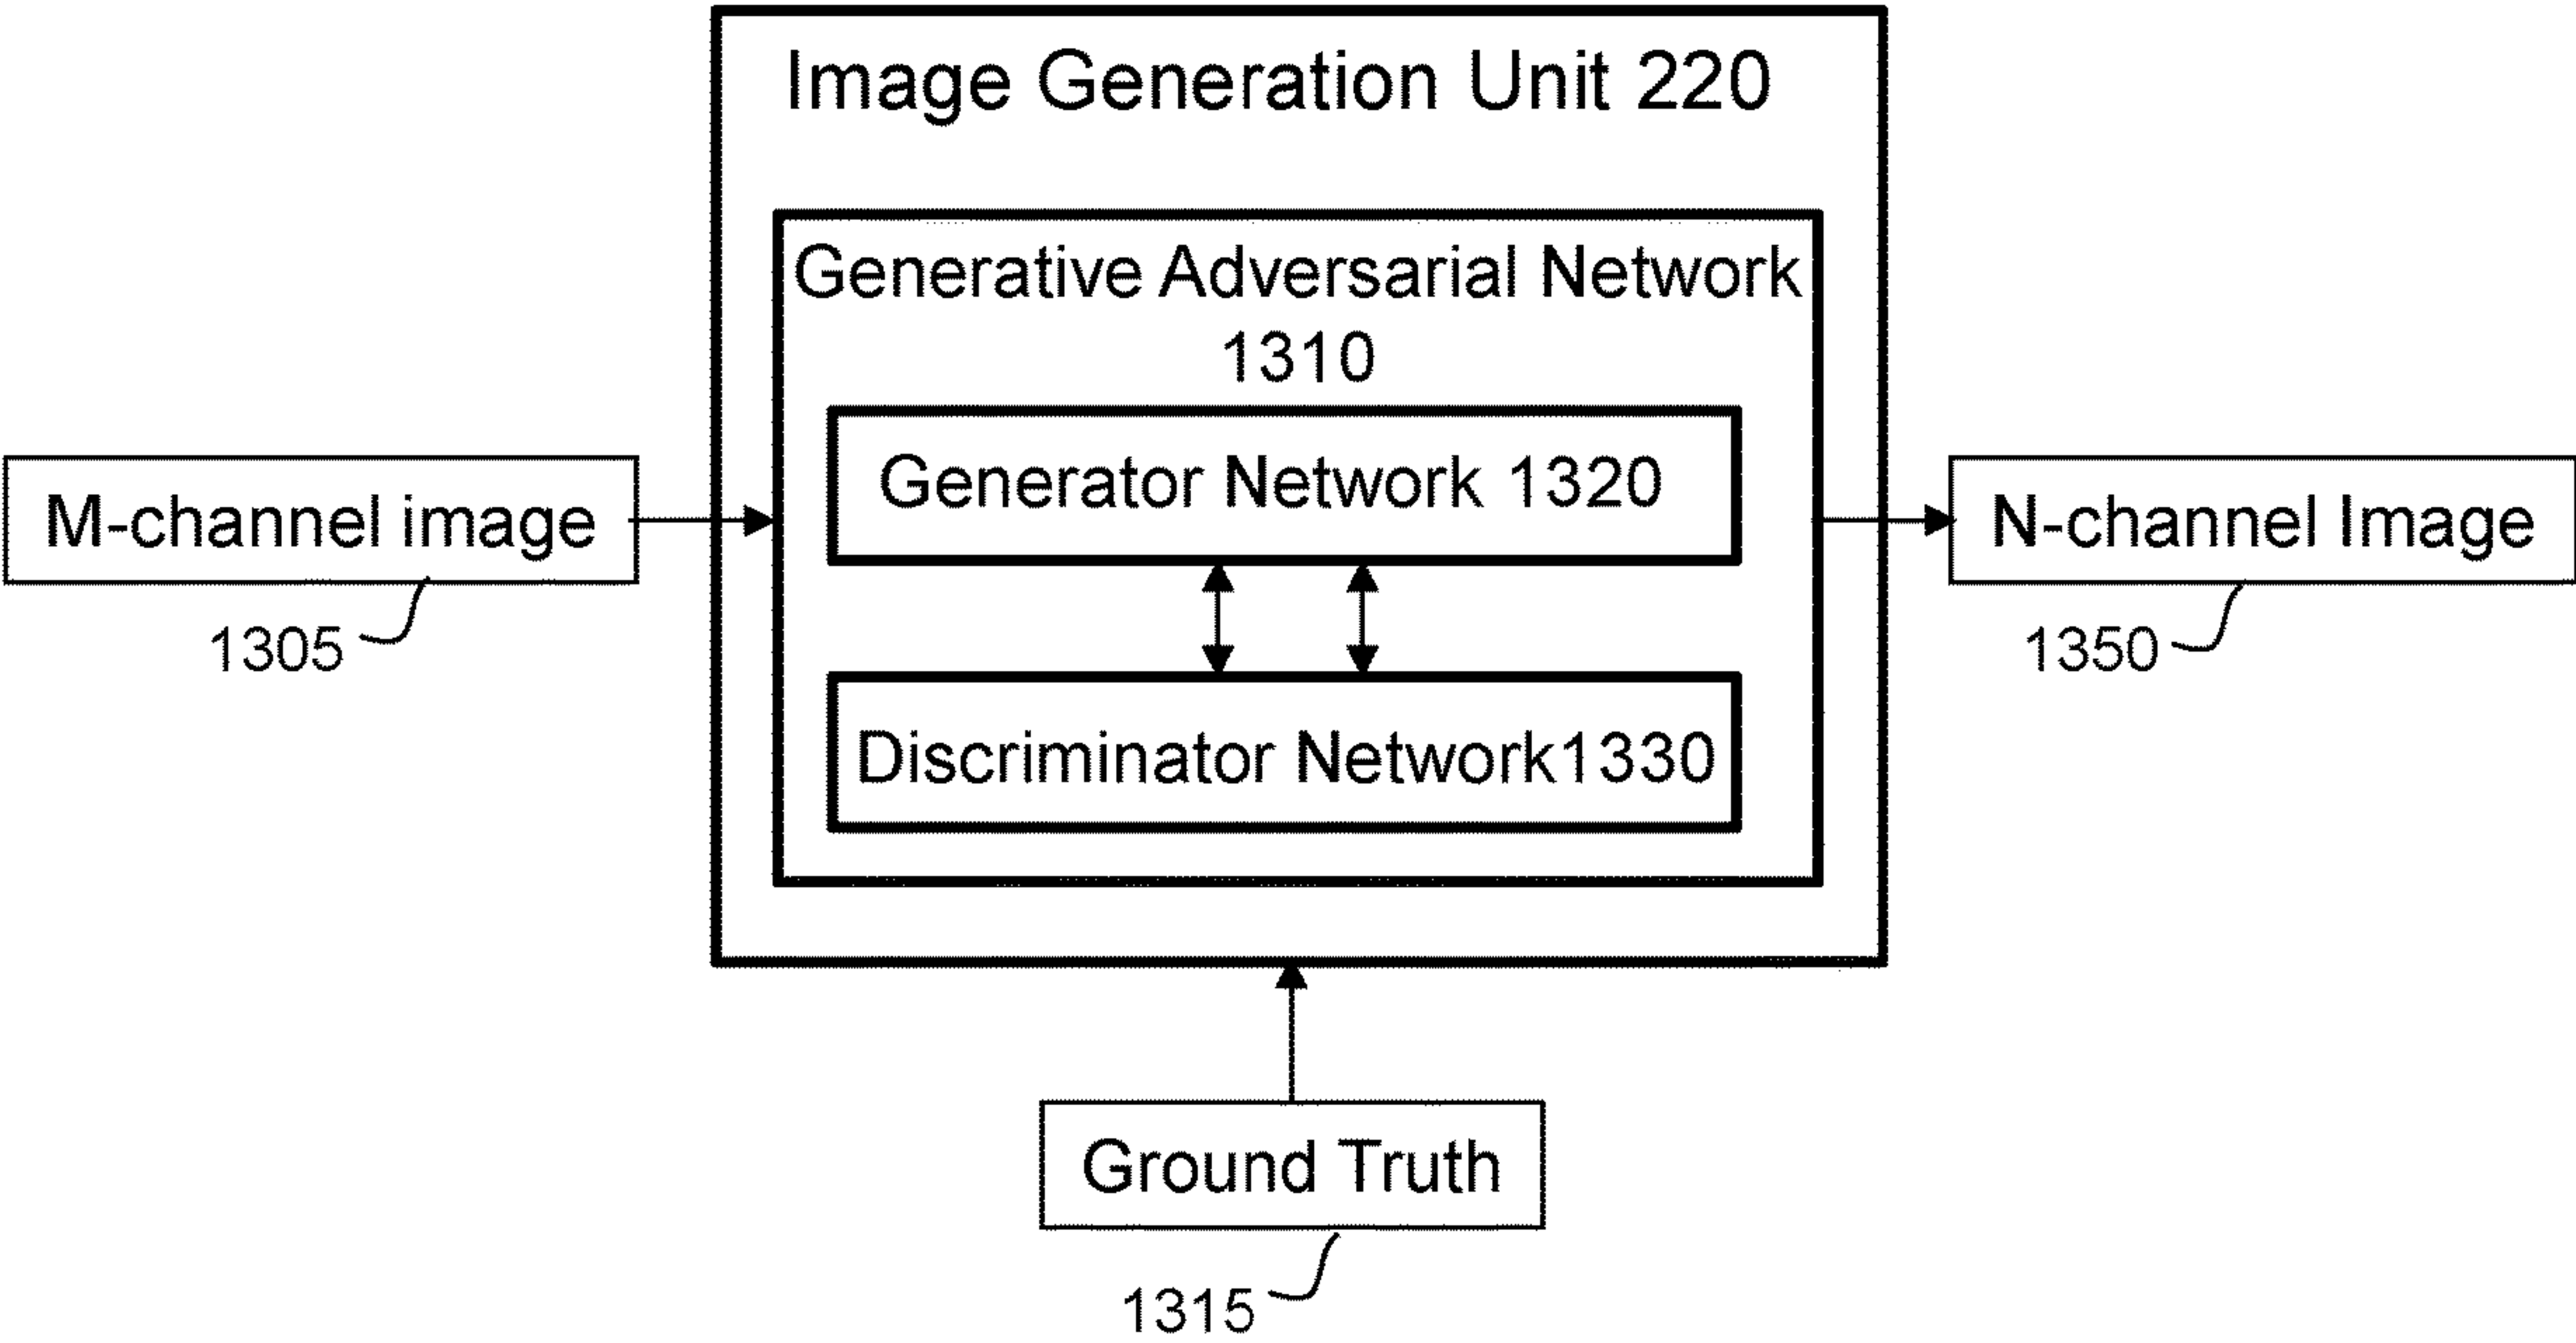 Image Generation Unit 220
Generative Adversarial Network
1310
Generator Network 1320
M-channel image
N-channel Image
1305
1350
Discriminator Network1330
Ground Truth
1315